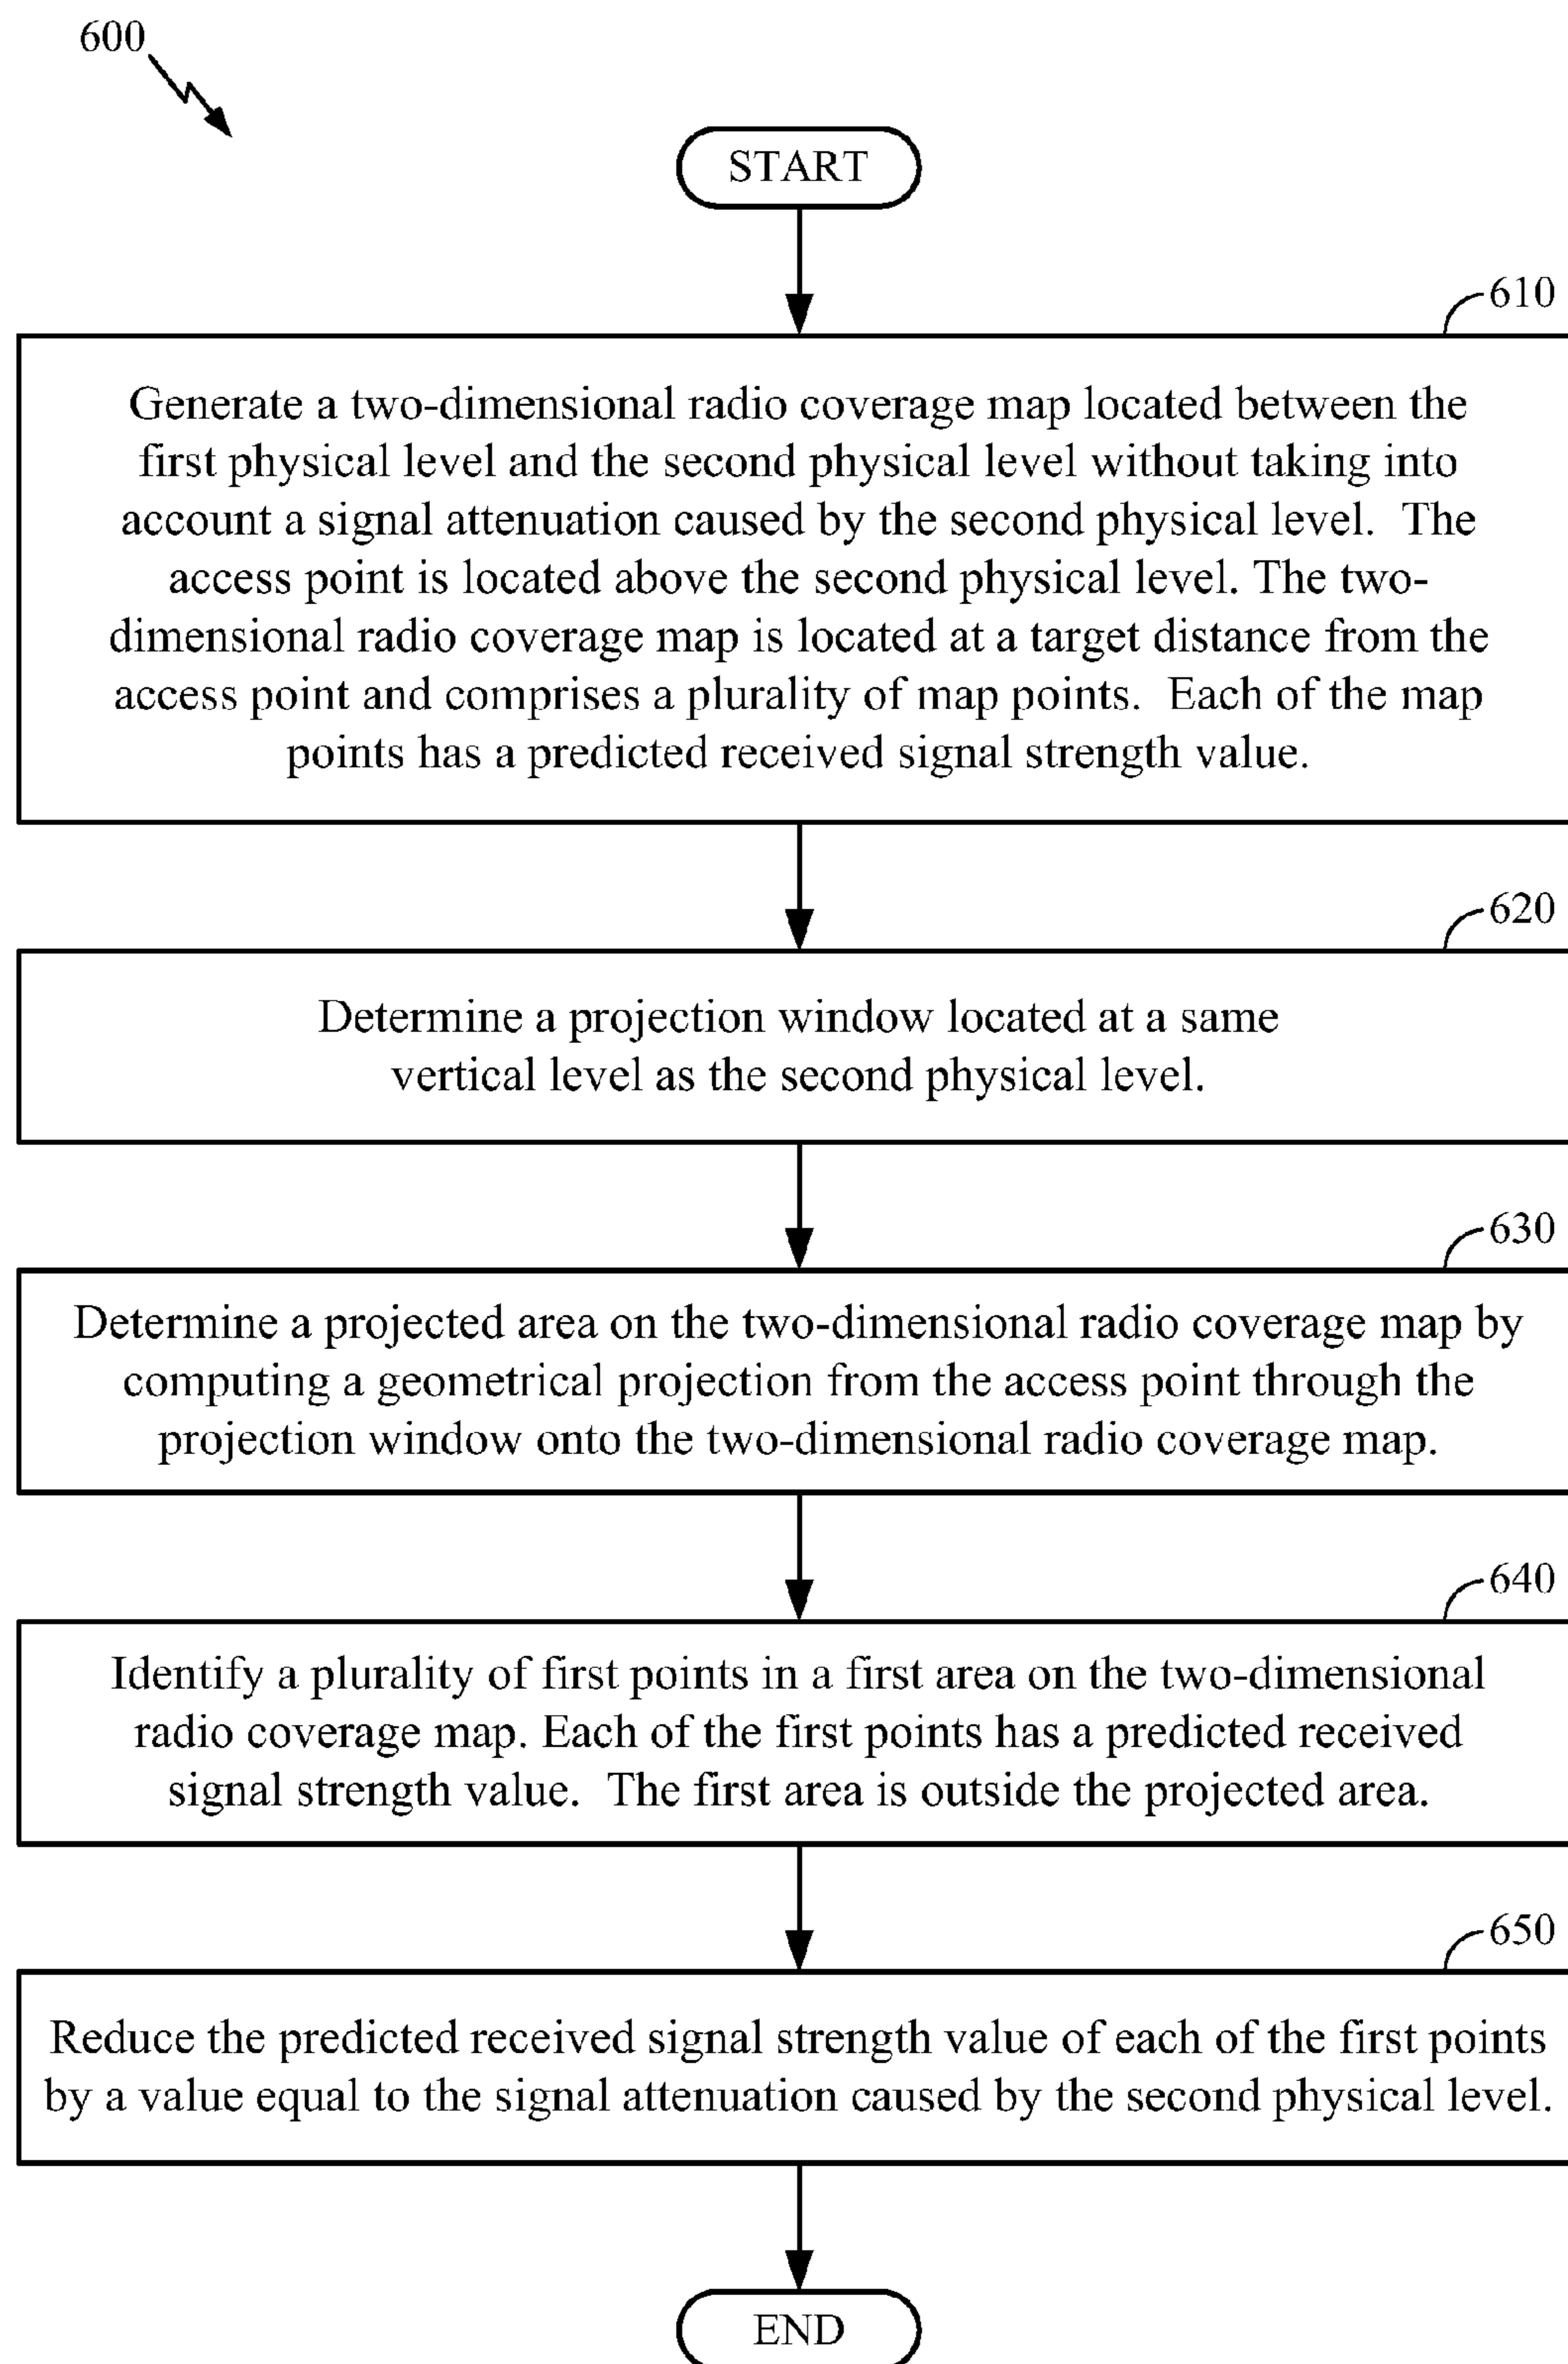 600
START
610
Generate a two-dimensional radio coverage map located between the
first physical level and the second physical level without taking into
account a signal attenuation caused by the second physical level. The
access point is located above the second physical level. The two-
dimensional radio coverage map is located at a target distance from the
access point and comprises a plurality of map points. Each of the map
points has a predicted received signal strength value.
620
Determine a projection window located at a same
vertical level as the second physical level.
630
Determine a projected area on the two-dimensional radio coverage map by
computing a geometrical projection from the access point through the
projection window onto the two-dimensional radio coverage map.
640
Identify a plurality of first points in a first area on the two-dimensional
radio coverage map. Each of the first points has a predicted received
signal strength value. The first area is outside the projected area.
650
Reduce the predicted received signal strength value of each of the first points
by a value equal to the signal attenuation caused by the second physical level.
END